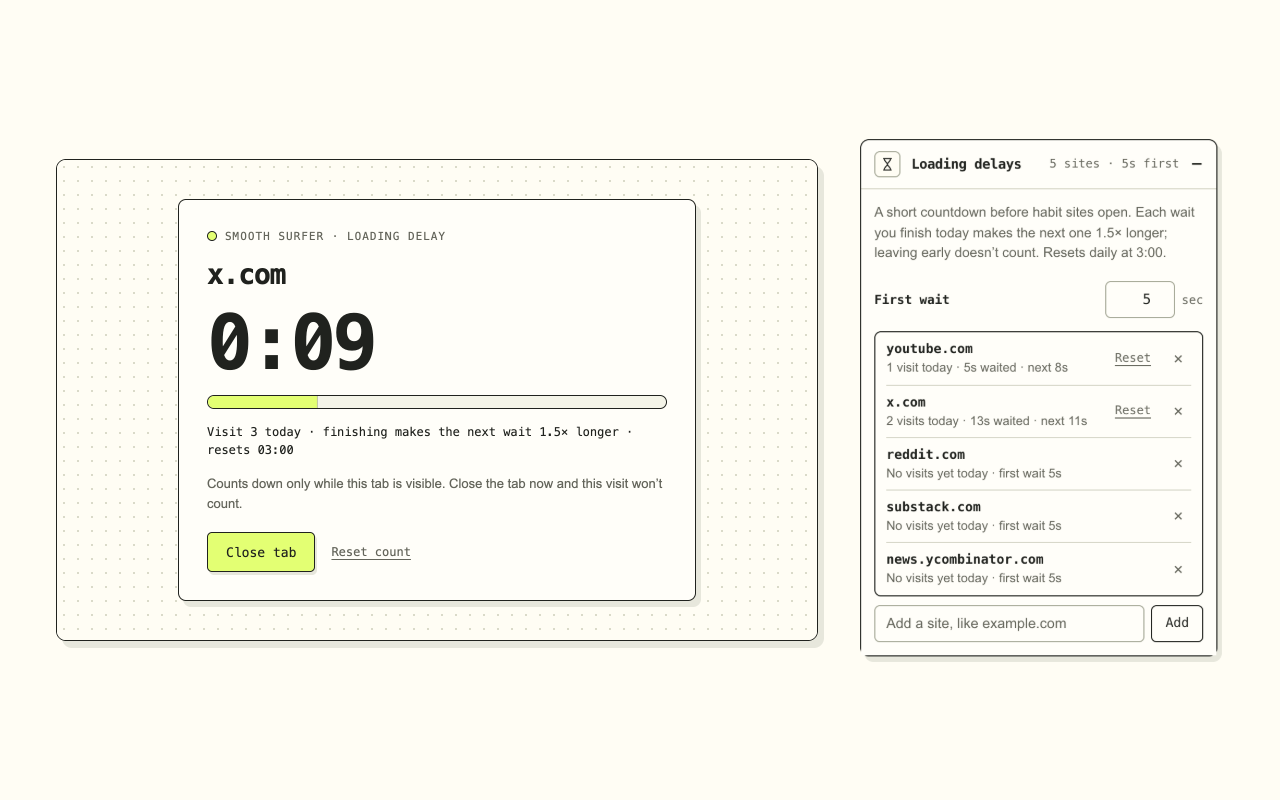 SMOOTH SURFER · LOADING DELAY
x.com
0:09
Visit 3 today · finishing makes the next wait 1.5× longer ·
resets 03:00
Counts down only while this tab is visible. Close the tab now and this visit won’t
count.
Close tab
Reset count
Loading delays
5 sites · 5s first −
A short countdown before habit sites open. Each wait
you finish today makes the next one 1.5× longer;
leaving early doesn’t count. Resets daily at 3:00.
First wait
5
sec
youtube.com
1 visit today · 5s waited · next 8s
Reset
×
x.com
2 visits today · 13s waited · next 11s
Reset
×
reddit.com
No visits yet today · first wait 5s
×
substack.com
No visits yet today · first wait 5s
×
news.ycombinator.com
No visits yet today · first wait 5s
×
Add a site, like example.com
Add